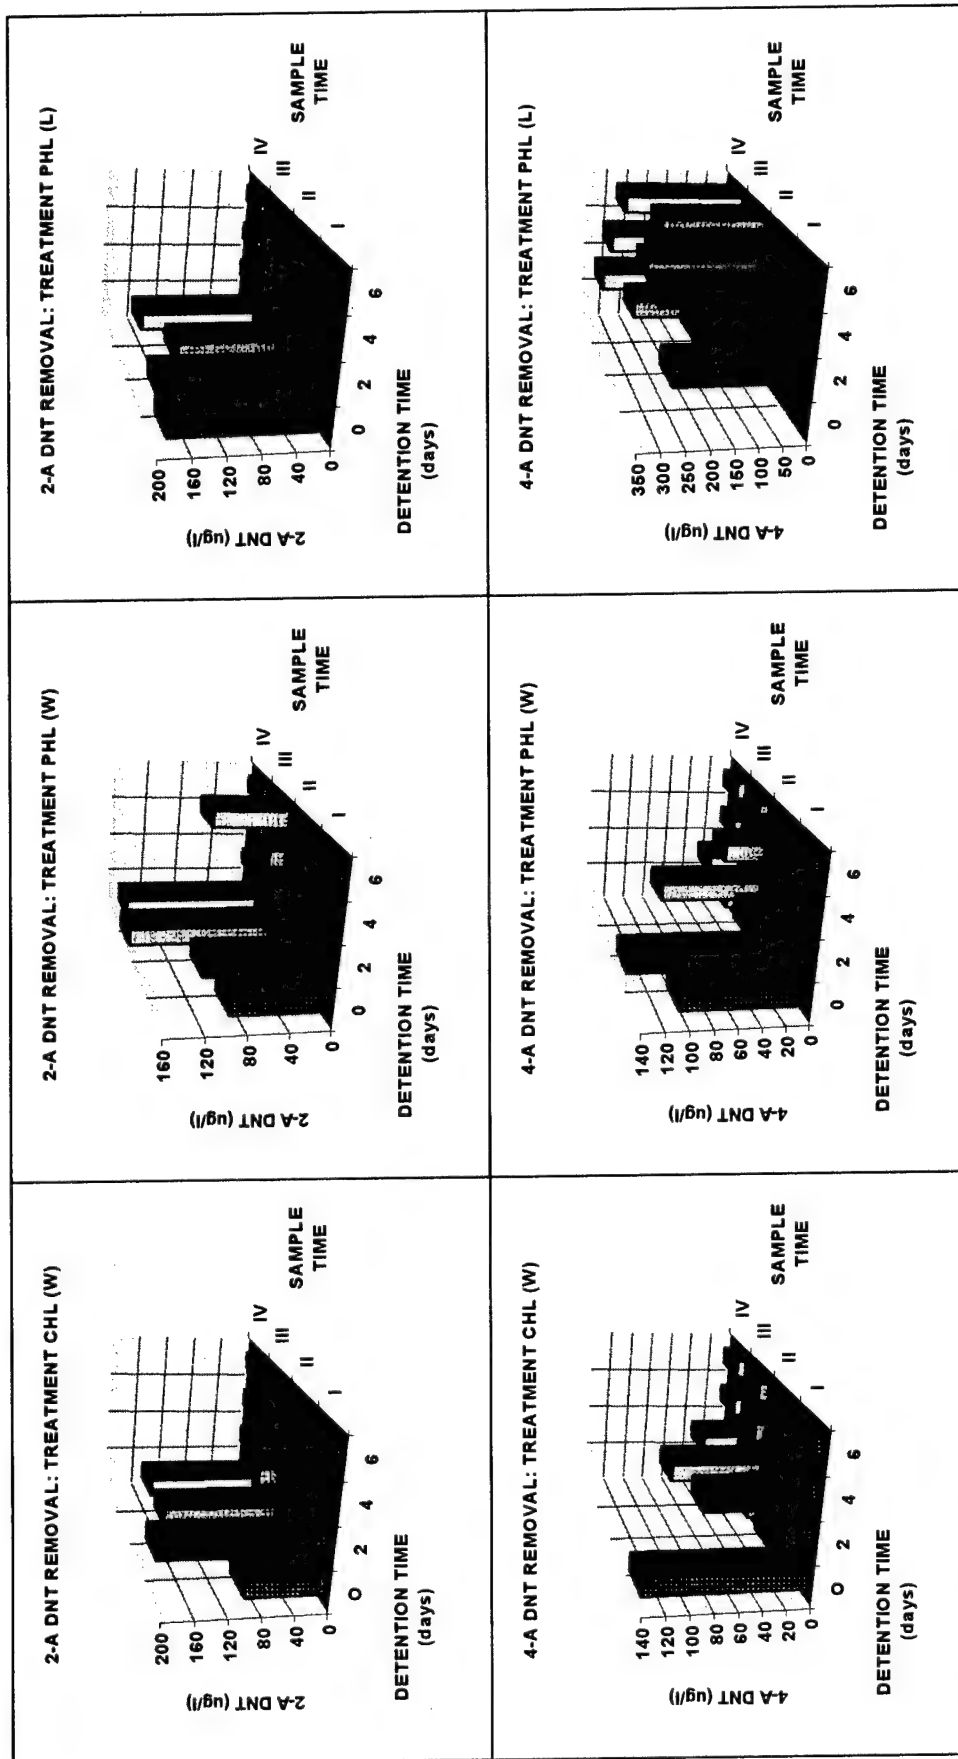 2-A DNT REMOVAL: TREATMENT CHL (W)
2-A DNT (ug/l)
200
160
120
80
40
0
0
2
4
6
DETENTION TIME
(days)
I
II
III
IV
SAMPLE
TIME
2-A DNT REMOVAL: TREATMENT PHL (W)
2-A DNT (ug/l)
160
120
80
40
0
0
2
4
6
DETENTION TIME
(days)
I
II
III
IV
SAMPLE
TIME
2-A DNT REMOVAL: TREATMENT PHL (L)
2-A DNT (ug/l)
200
160
120
80
40
0
0
2
4
6
DETENTION TIME
(days)
I
II
III
IV
SAMPLE
TIME
4-A DNT REMOVAL: TREATMENT CHL (W)
4-A DNT (ug/l)
140
120
100
80
60
40
20
0
0
2
4
6
DETENTION TIME
(days)
I
II
III
IV
SAMPLE
TIME
4-A DNT REMOVAL: TREATMENT PHL (W)
4-A DNT (ug/l)
140
120
100
80
60
40
20
0
0
2
4
6
DETENTION TIME
(days)
I
II
III
IV
SAMPLE
TIME
4-A DNT REMOVAL: TREATMENT PHL (L)
4-A DNT (ug/l)
350
300
250
200
150
100
50
0
0
2
4
6
DETENTION TIME
(days)
I
II
III
IV
SAMPLE
TIME